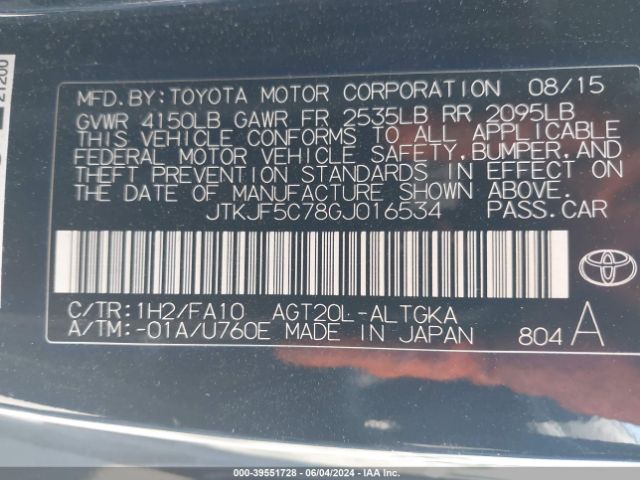 21200
MFD.BY:TOYOTA MOTOR CORPORATION 08/15
GVWR 4150LB GAWR FR 2535LB RR 2095LB
THIS VEHICLE CONFORMS TO ALL APPLICABLE
FEDERAL MOTOR VEHICLE SAFETY,BUMPER,AND
THEFT PREVENTION STANDARDS IN EFFECT ON
THE DATE OF MANUFACTURE SHOWN ABOVE.
JTKJF5C78GJ016534 PASS.CAR
C/TR:1H2/FA10 AGT20L-ALTGKA
A/TM:-01A/U760E MADE IN JAPAN 804 A
000-39551728 - 06/04/2024 - IAA Inc.